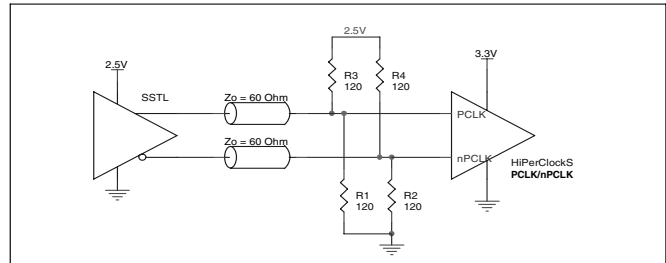 2.5V
2.5V
3.3V
SSTL
Zo = 60 Ohm
R3
120
R4
120
PCLK
Zo = 60 Ohm
nPCLK
HiPerClockS
PCLK/nPCLK
R1
120
R2
120